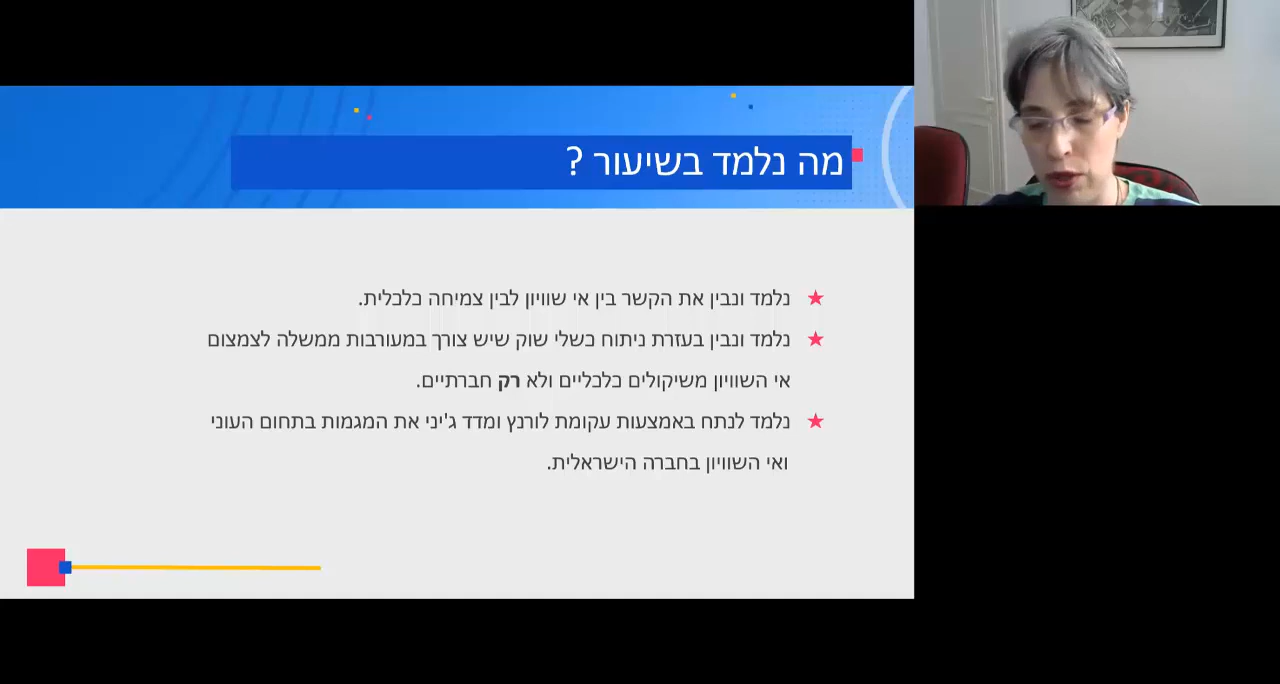 מה נלמד בשיעור ?
נלמד ונבין את הקשר בין אי שוויון לבין צמיחה כלכלית.
נלמד ונבין בעזרת ניתוח כשלי שוק שיש צורך במעורבות ממשלה לצמצום
אי השוויון משיקולים כלכליים ולא רק חברתיים.
נלמד לנתח באמצעות עקומת לורנץ ומדד ג'יני את המגמות בתחום העוני
ואי השוויון בחברה הישראלית.